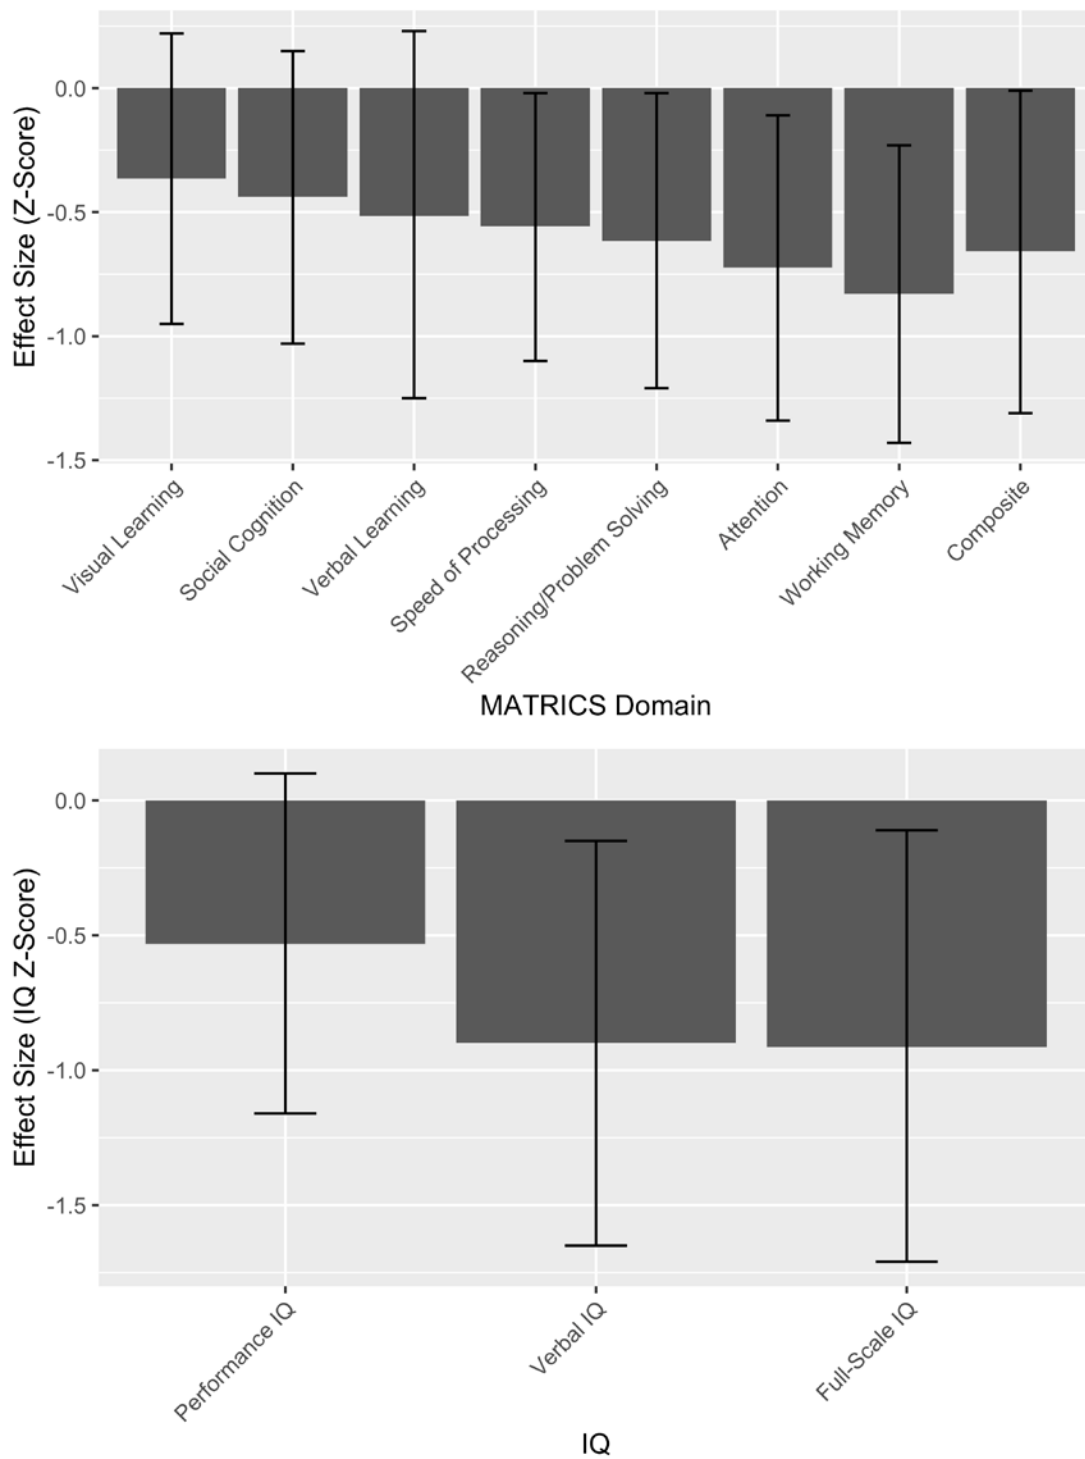 Effect Size (Z-Score)
0.0
-0.5
-1.0
-1.5
Visual Learning
Social Cognition
Verbal Learning
Speed of Processing
Reasoning/Problem Solving
Attention
Working Memory
Composite
MATRICS Domain
Effect Size (IQ Z-Score)
0.0
-0.5
-1.0
-1.5
Performance IQ
Verbal IQ
Full-Scale IQ
IQ